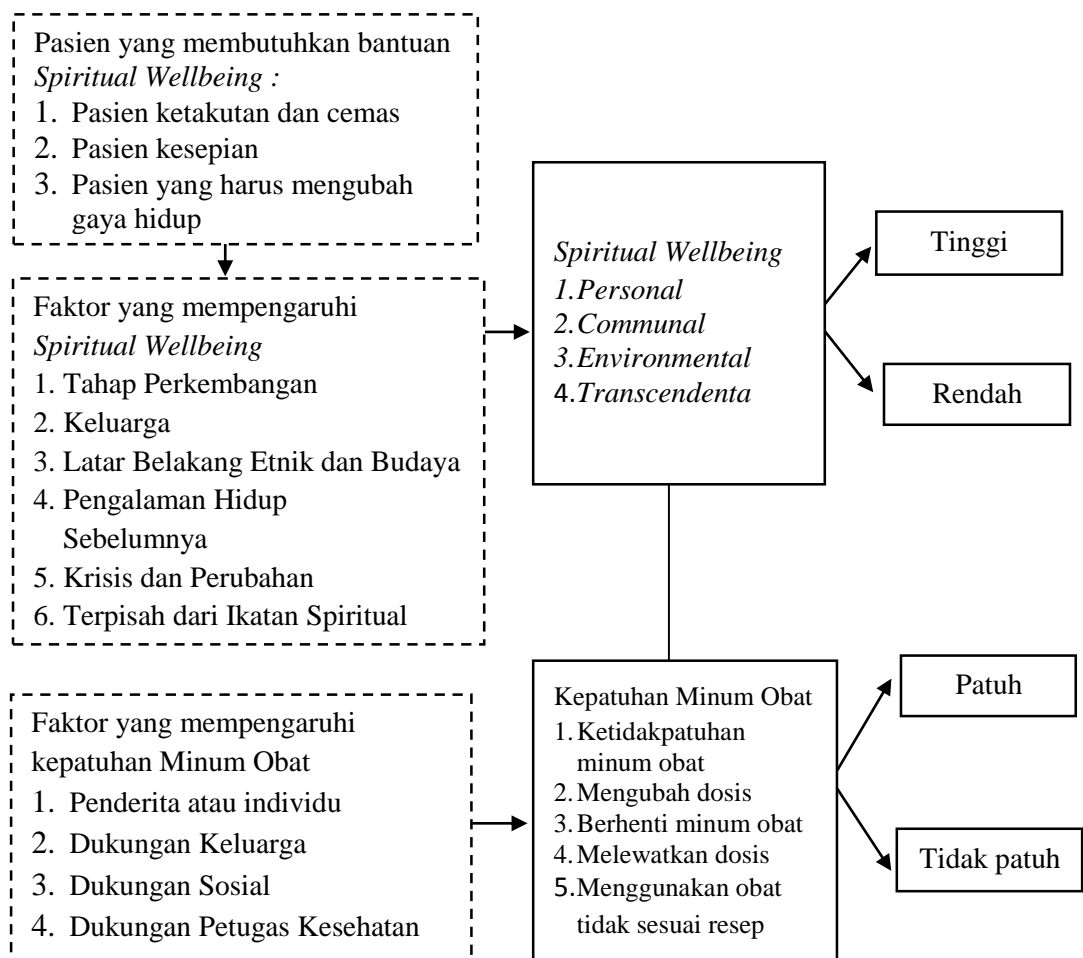 Pasien yang membutuhkan bantuan
Spiritual Wellbeing :
1. Pasien ketakutan dan cemas
2. Pasien kesepian
3. Pasien yang harus mengubah
gaya hidup
Faktor yang mempengaruhi
Spiritual Wellbeing
1. Tahap Perkembangan
2. Keluarga
3. Latar Belakang Etnik dan Budaya
4. Pengalaman Hidup
Sebelumnya
5. Krisis dan Perubahan
6. Terpisah dari Ikatan Spiritual
Spiritual Wellbeing
1.Personal
2.Communal
3.Environmental
4.Transcendenta
Tinggi
Rendah
Faktor yang mempengaruhi
kepatuhan Minum Obat
1. Penderita atau individu
2. Dukungan Keluarga
3. Dukungan Sosial
4. Dukungan Petugas Kesehatan
Kepatuhan Minum Obat
1.Ketidakpatuhan
minum obat
2.Mengubah dosis
3.Berhenti minum obat
4.Melewatkan dosis
5.Menggunakan obat
tidak sesuai resep
Patuh
Tidak patuh